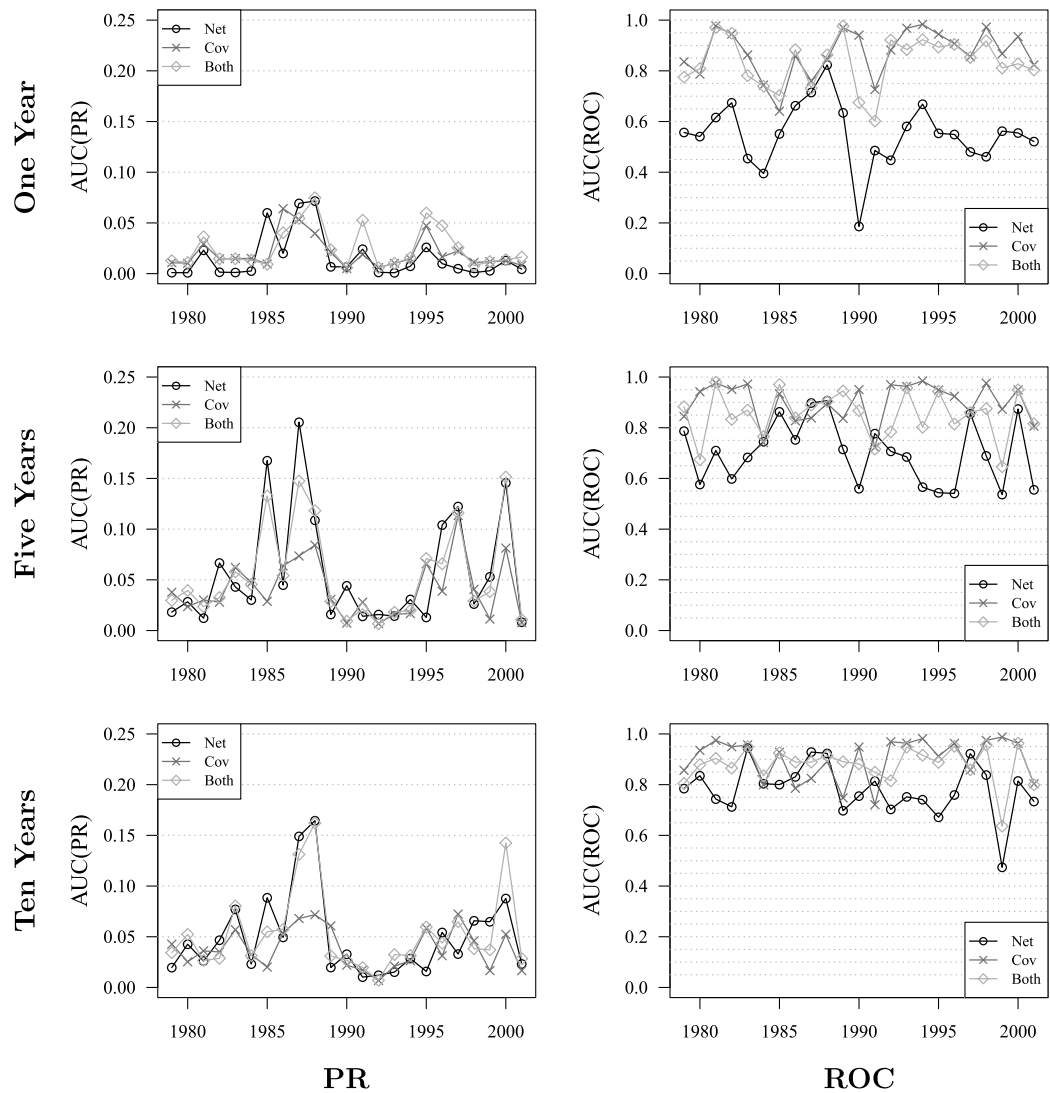 One Year
AUC(PR)
0.25
0.20
0.15
0.10
0.05
0.00
Net
Cov
Both
1980 1985 1990 1995 2000
AUC(ROC)
1.0
0.8
0.6
0.4
0.2
0.0
Net
Cov
Both
1980 1985 1990 1995 2000
Five Years
AUC(PR)
0.25
0.20
0.15
0.10
0.05
0.00
Net
Cov
Both
1980 1985 1990 1995 2000
AUC(ROC)
1.0
0.8
0.6
0.4
0.2
0.0
Net
Cov
Both
1980 1985 1990 1995 2000
Ten Years
AUC(PR)
0.25
0.20
0.15
0.10
0.05
0.00
Net
Cov
Both
1980 1985 1990 1995 2000
AUC(ROC)
1.0
0.8
0.6
0.4
0.2
0.0
Net
Cov
Both
1980 1985 1990 1995 2000
PR
ROC